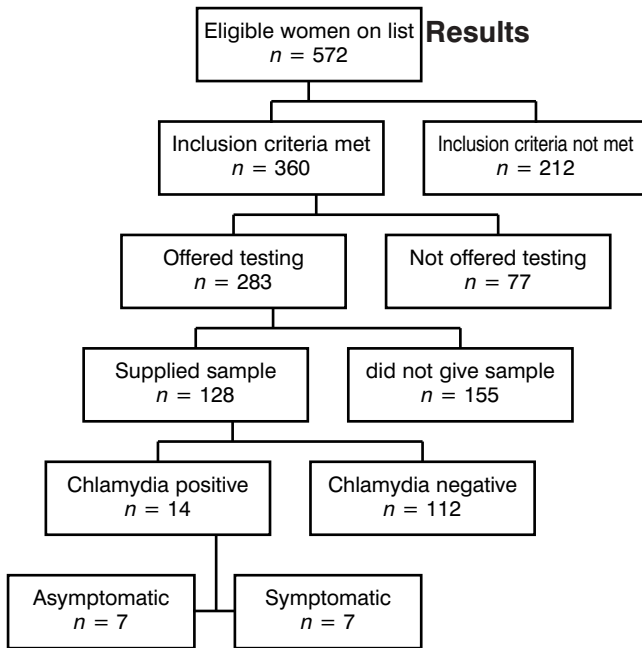 Eligible women on list
n = 572
Results
Inclusion criteria met
n = 360
Inclusion criteria not met
n = 212
Offered testing
n = 283
Not offered testing
n = 77
Supplied sample
n = 128
did not give sample
n = 155
Chlamydia positive
n = 14
Chlamydia negative
n = 112
Asymptomatic
n = 7
Symptomatic
n = 7